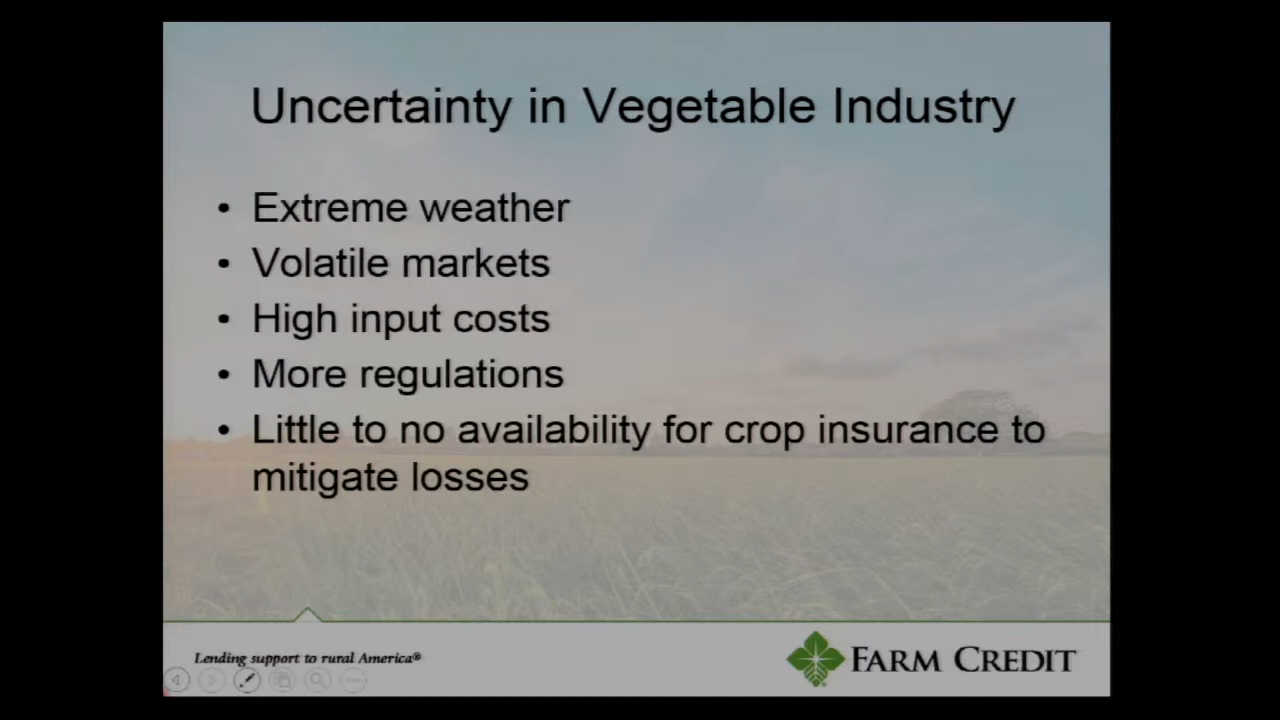 Uncertainty in Vegetable Industry
• Extreme weather
• Volatile markets
• High input costs
• More regulations
• Little to no availability for crop insurance to
mitigate losses
Lending support to rural America®
FARM CREDIT